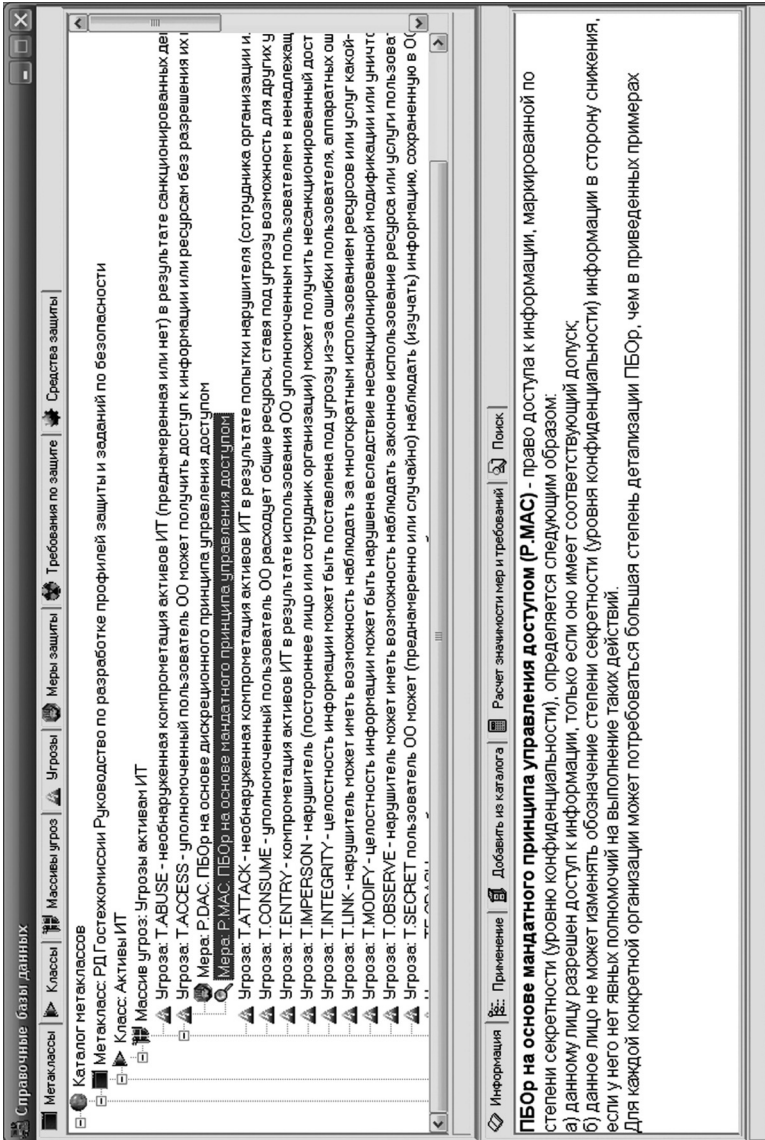 Справочные базы данных
Метаклассы Классы Массивы угроз Угрозы Меры защиты Требования по защите Средства защиты
Каталог метаклассов
Метакласс: РД Гостехкомиссии Руководство по разработке профилей защиты и заданий по безопасности
Класс: Активы ИТ
Массив угроз: Угрозы активам ИТ
Угроза: T.ABUSE - необнаруженная компрометация активов ИТ (преднамеренная или нет) в результате санкционированных де
Угроза: T.ACCESS - уполномоченный пользователь ОО может получить доступ к информации или ресурсам без разрешения их
Мера: P.DAC. ПБОр на основе дискреционного принципа управления доступом
Мера: P.MAC. ПБОр на основе мандатного принципа управления доступом
Угроза: T.ATTACK - необнаруженная компрометация активов ИТ в результате попытки нарушителя (сотрудника организации и
Угроза: T.CONSUME - уполномоченный пользователь ОО расходует общие ресурсы, ставя под угрозу возможность для других
Угроза: T.ENTRY - компрометация активов ИТ в результате использования ОО уполномоченным пользователем в ненадлежащ
Угроза: T.IMPERSON - нарушитель (постороннее лицо или сотрудник организации) может получить несанкционированный дост
Угроза: T.INTEGRITY - целостность информации может быть поставлена под угрозу из-за ошибки пользователя, аппаратных ош
Угроза: T.LINK - нарушитель может иметь возможность наблюдать за многократным использованием ресурсов или услуг какой-
Угроза: T.MODIFY - целостность информации может быть нарушена вследствие несанкционированной модификации или уничто
Угроза: T.OBSERVE - нарушитель может иметь возможность наблюдать законное использование ресурса или услуги пользова
Угроза: T.SECRET пользователь ОО может (преднамеренно или случайно) наблюдать (изучать) информацию, сохраненную в ОО
Информация Применение Добавить из каталога Расчет значимости мер и требований Поиск
ПБОр на основе мандатного принципа управления доступом (P.MAC) - право доступа к информации, маркированной по
степени секретности (уровню конфиденциальности), определяется следующим образом:
а) данному лицу разрешен доступ к информации, только если оно имеет соответствующий допуск;
б) данное лицо не может изменять обозначение степени секретности (уровня конфиденциальности) информации в сторону снижения,
если у него нет явных полномочий на выполнение таких действий.
Для каждой конкретной организации может потребоваться большая степень детализации ПБОр, чем в приведенных примерах